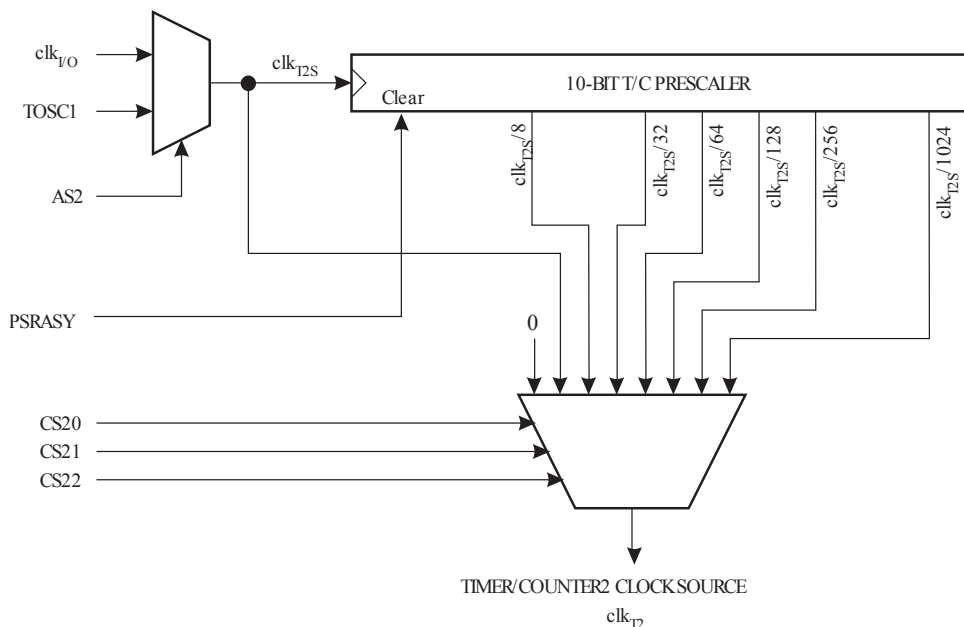 clkI/O
TOSC1
AS2
clkT2S
10-BIT T/C PRESCALER
Clear
clkT2S/8
clkT2S/32
clkT2S/64
clkT2S/128
clkT2S/256
clkT2S/1024
PSRASY
0
CS20
CS21
CS22
TIMER/COUNTER2 CLOCK SOURCE
clkT2